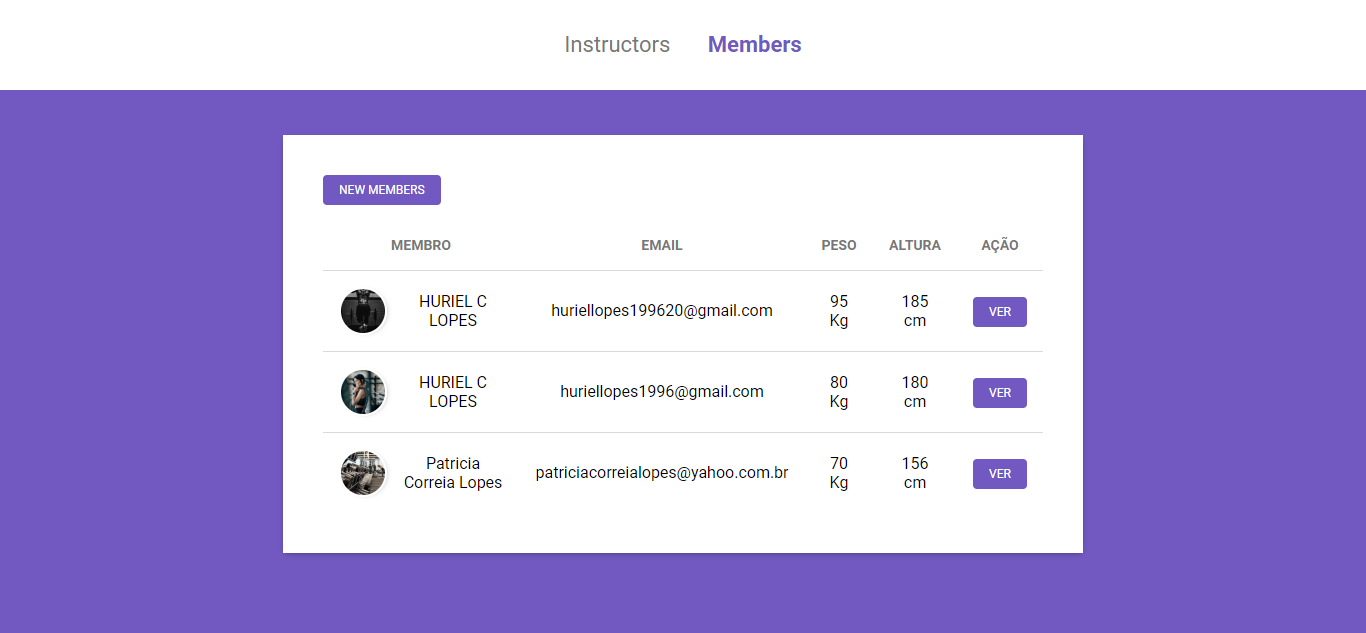 Instructors Members
NEW MEMBERS
MEMBRO EMAIL PESO ALTURA AÇÃO
HURIEL C
LOPES
huriellopes199620@gmail.com
95
Kg
185
cm
VER
HURIEL C
LOPES
huriellopes1996@gmail.com
80
Kg
180
cm
VER
Patricia
Correia Lopes
patriciacorreialopes@yahoo.com.br
70
Kg
156
cm
VER